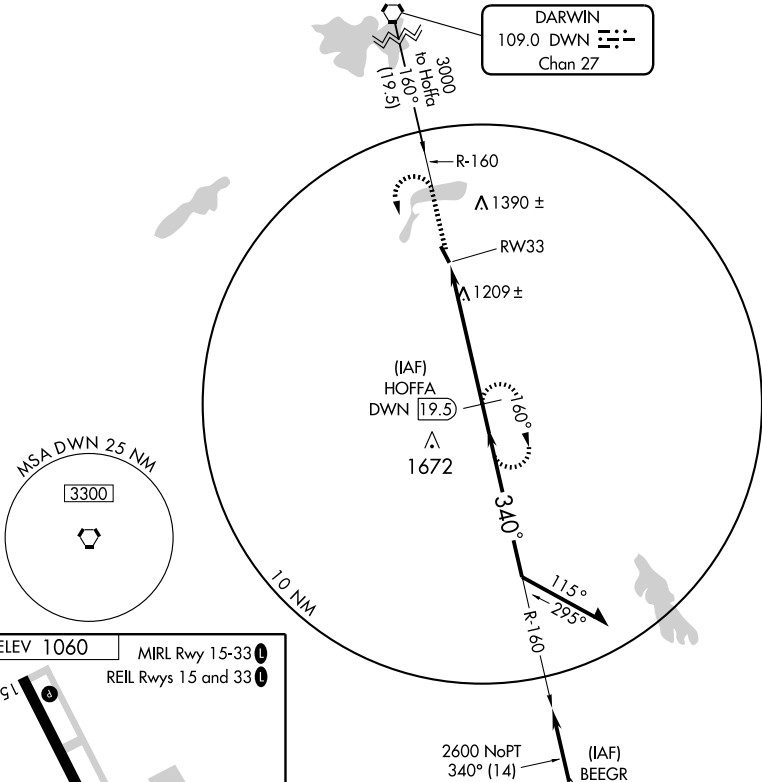 DARWIN
109.0 DWN
Chan 27
3000
to Hoffa
160°
(19.5)
R-160
1390 ±
RW33
1209 ±
(IAF)
HOFFA
DWN 19.5
160°
1672
MSA DWN 25 NM
3300
340°
10 NM
115°
295°
R-160
ELEV 1060
MIRL Rwy 15-33 L
REIL Rwys 15 and 33 L
15
P
2600 NoPT
340° (14)
(IAF)
BEEGR